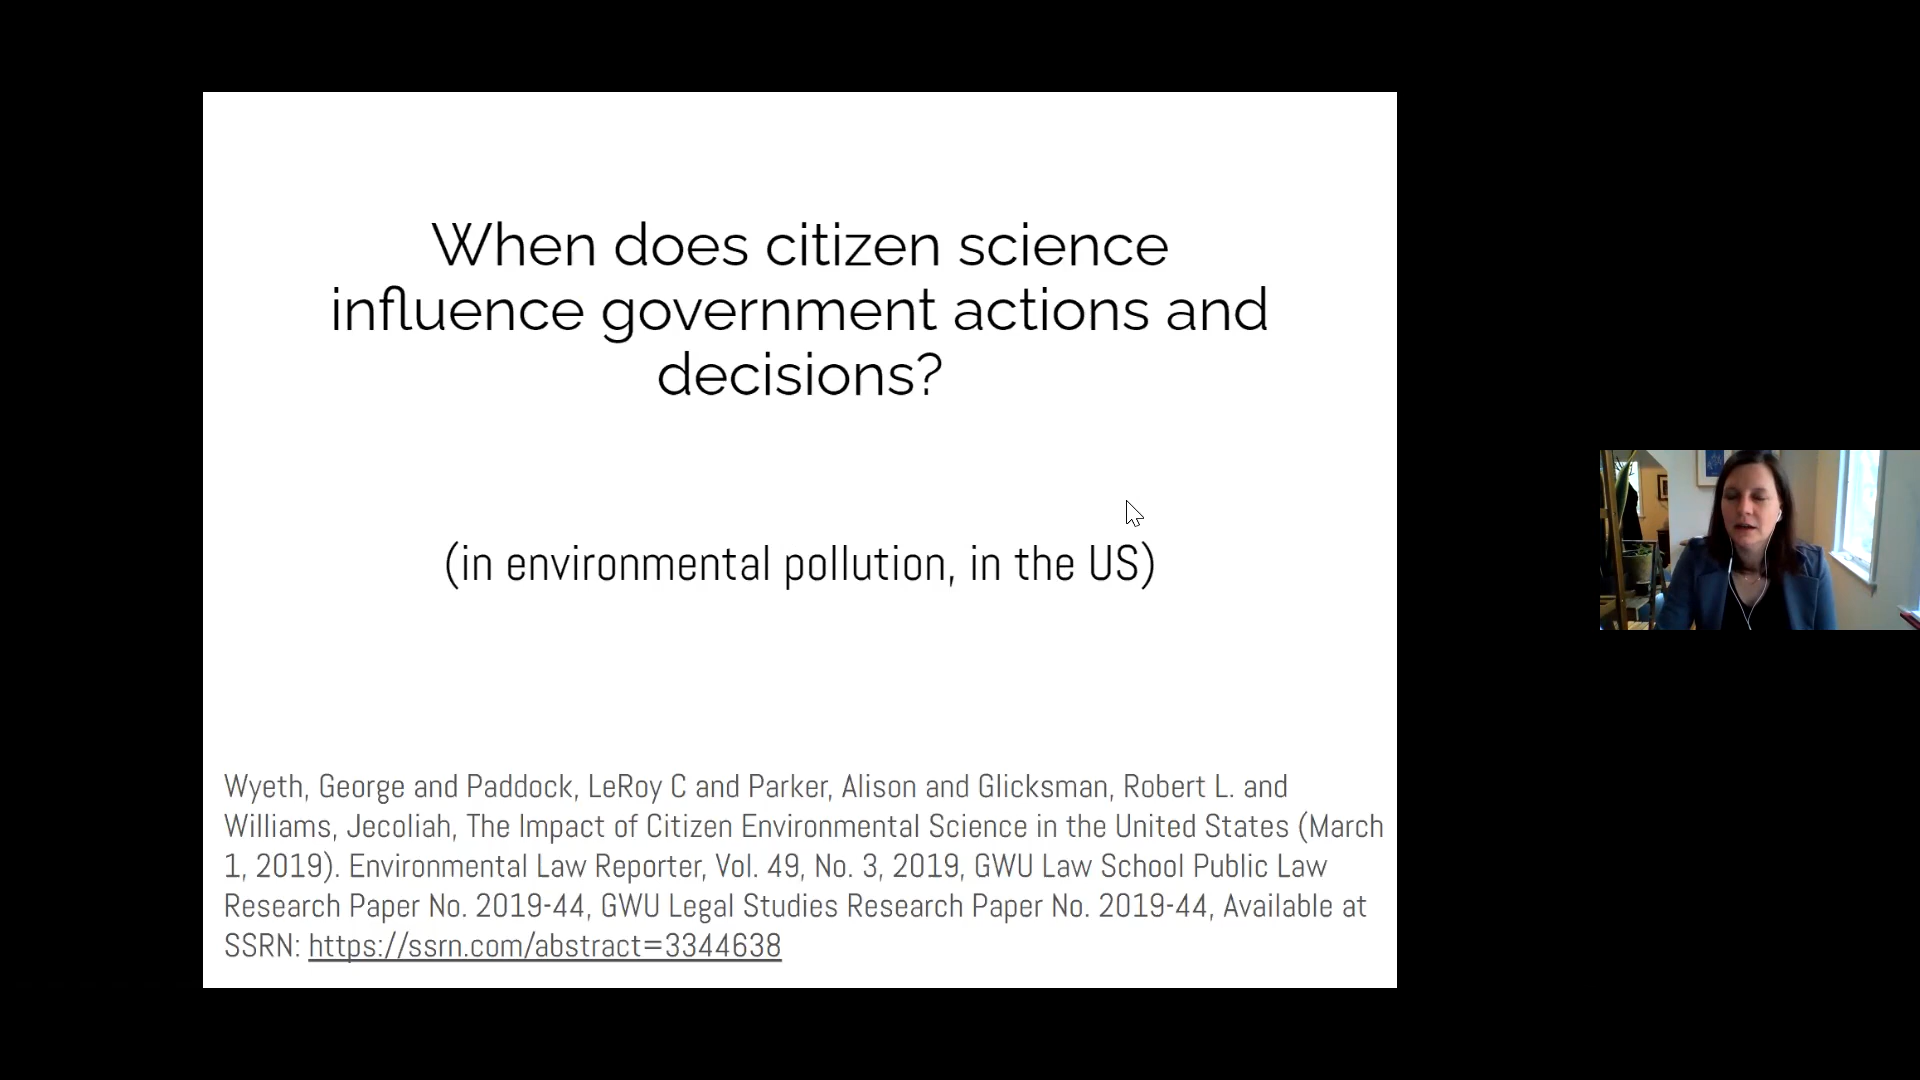 When does citizen science
influence government actions and
decisions?
(in environmental pollution, in the US)
Wyeth, George and Paddock, LeRoy C and Parker, Alison and Glicksman, Robert L. and
Williams, Jecoliah, The Impact of Citizen Environmental Science in the United States (March
1, 2019). Environmental Law Reporter, Vol. 49, No. 3, 2019, GWU Law School Public Law
Research Paper No. 2019-44, GWU Legal Studies Research Paper No. 2019-44, Available at
SSRN: https://ssrn.com/abstract=3344638